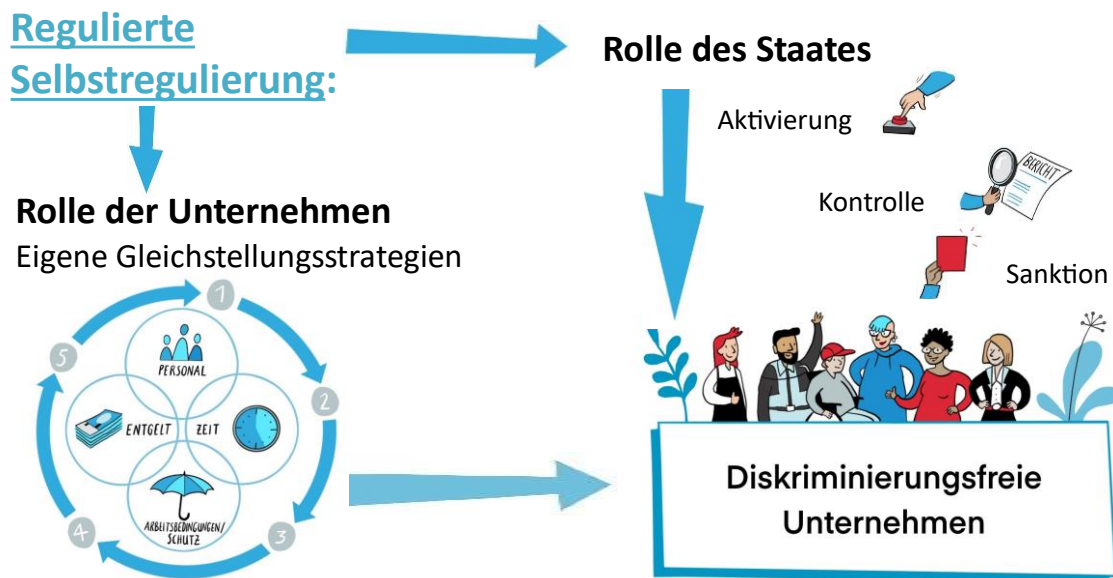 Regulierte
Selbstregulierung:
Rolle des Staates
Aktivierung
BERICHT
Kontrolle
Sanktion
Rolle der Unternehmen
Eigene Gleichstellungsstrategien
1
5
PERSONAL
2
ENTGELT
ZEIT
ARBEITSBEDINGUNGEN/
SCHUTZ
4
3
Diskriminierungsfreie
Unternehmen